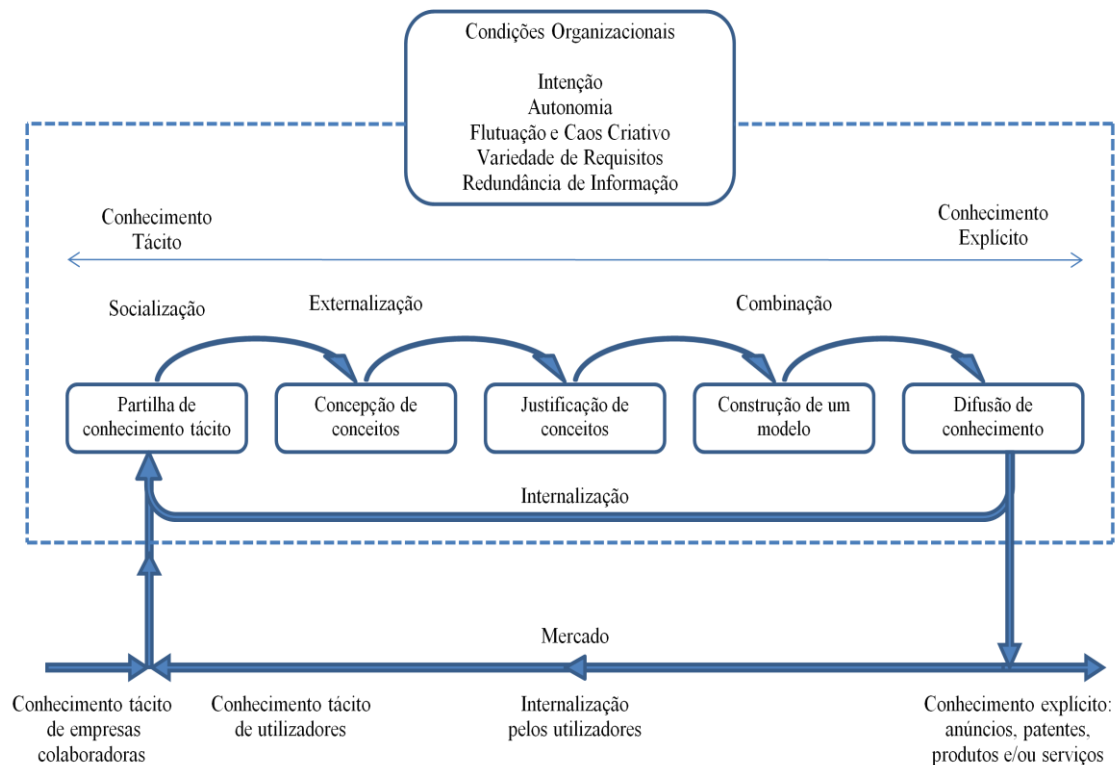 Condições Organizacionais
Intenção
Autonomia
Flutuação e Caos Criativo
Variedade de Requisitos
Redundância de Informação
Conhecimento
Tácito
Conhecimento
Explícito
Socialização
Externalização
Combinação
Partilha de
conhecimento tácito
Concepção de
conceitos
Justificação de
conceitos
Construção de um
modelo
Difusão de
conhecimento
Internalização
Mercado
Conhecimento tácito
de empresas
colaboradoras
Conhecimento tácito
de utilizadores
Internalização
pelos utilizadores
Conhecimento explícito:
anúncios, patentes,
produtos e/ou serviços